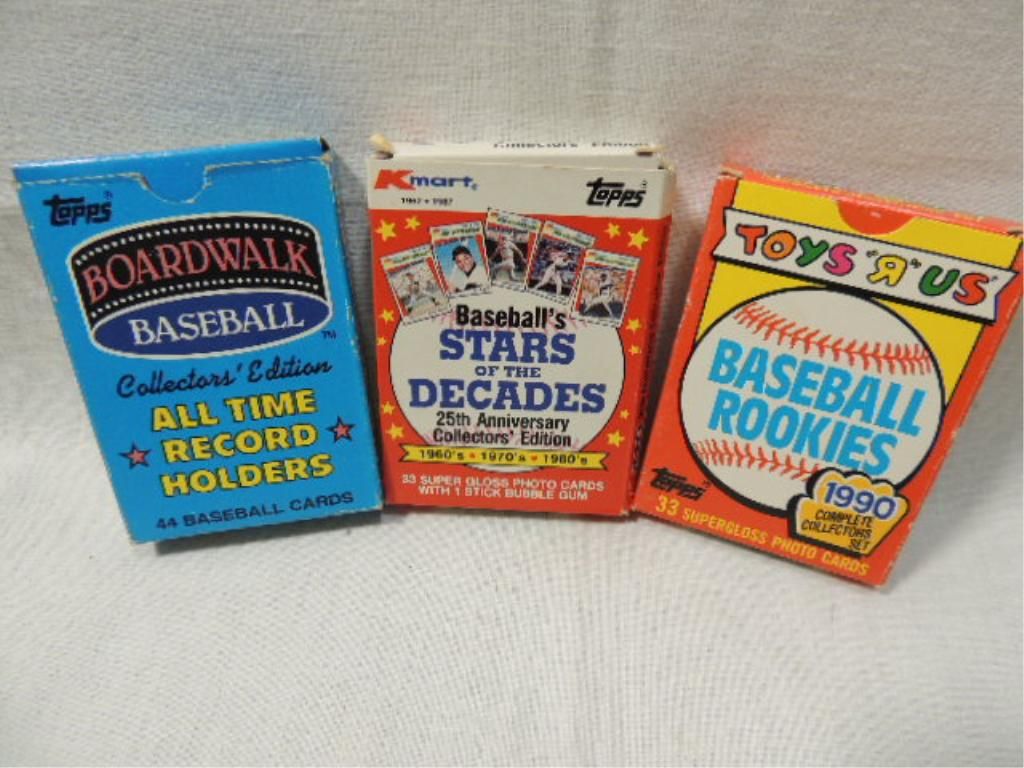 Topps®
BOARDWALK
BASEBALL™
Collectors' Edition
ALL TIME
RECORD
HOLDERS
44 BASEBALL CARDS
Kmart®
1962 • 1987
Topps®
Baseball's
STARS
OF THE
DECADES
25th Anniversary
Collectors' Edition
1960's • 1970's • 1980's
33 SUPER GLOSS PHOTO CARDS
WITH 1 STICK BUBBLE GUM
TOYS "Я" US®
BASEBALL
ROOKIES
Topps®
1990
COMPLETE
COLLECTORS'
SET
33 SUPERGLOSS PHOTO CARDS